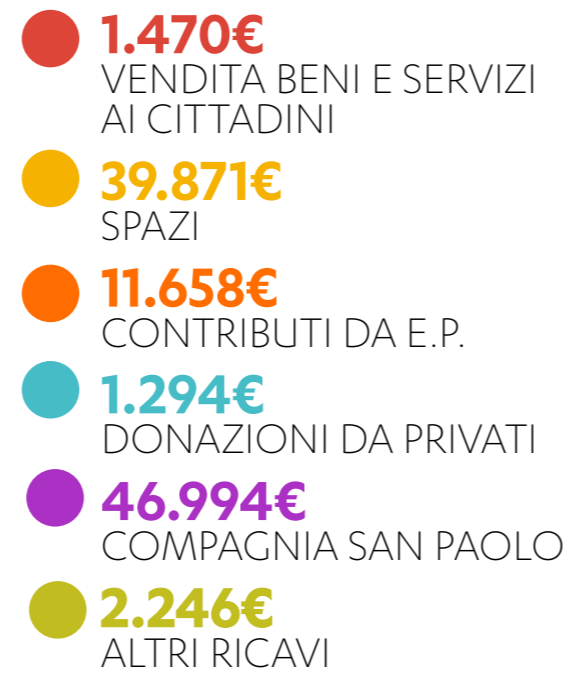 1.470€
VENDITA BENI E SERVIZI
AI CITTADINI
39.871€
SPAZI
11.658€
CONTRIBUTI DA E.P.
1.294€
DONAZIONI DA PRIVATI
46.994€
COMPAGNIA SAN PAOLO
2.246€
ALTRI RICAVI